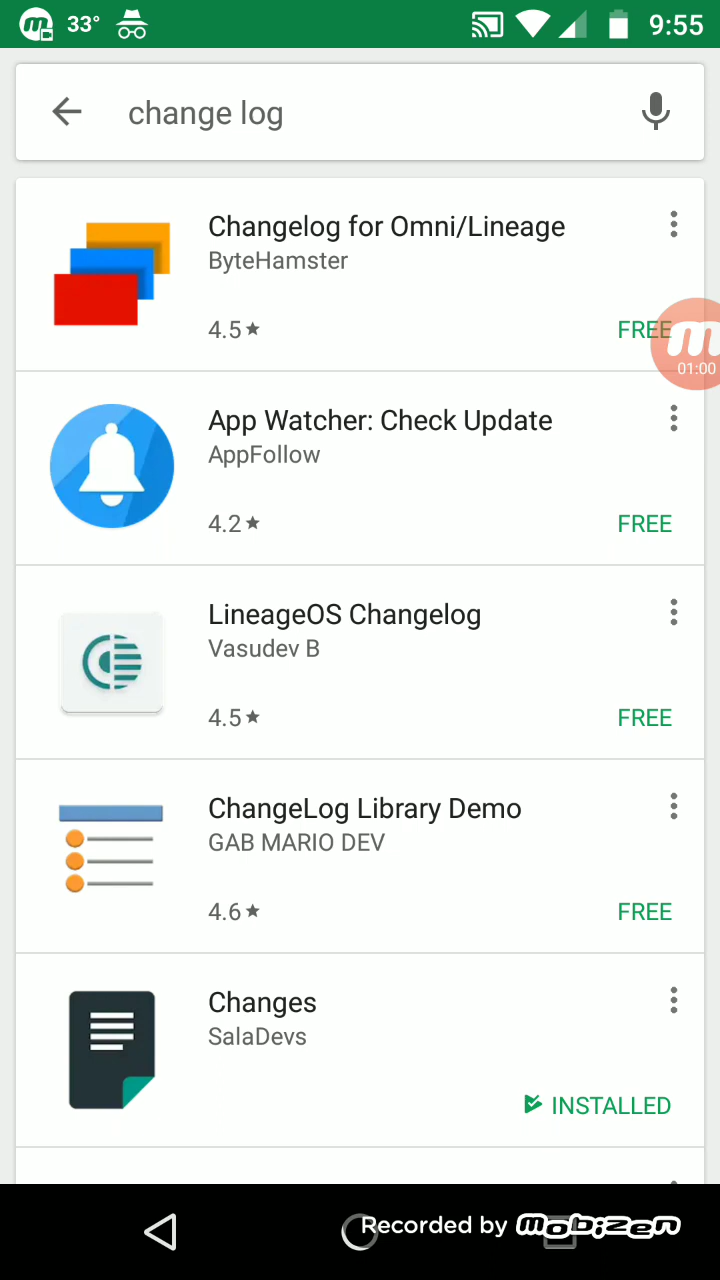 33°
9:55
change log
Changelog for Omni/Lineage
ByteHamster
4.5★
FREE
01:00
App Watcher: Check Update
AppFollow
4.2★
FREE
LineageOS Changelog
Vasudev B
4.5★
FREE
ChangeLog Library Demo
GAB MARIO DEV
4.6★
FREE
Changes
SalaDevs
INSTALLED
Recorded by Mobizen